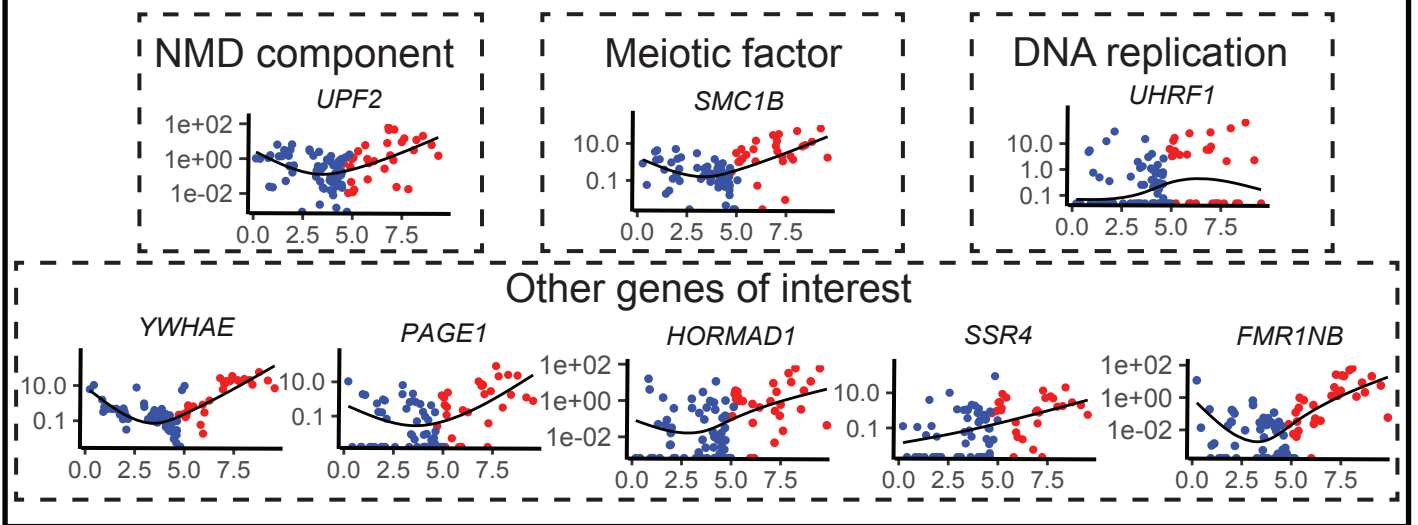 NMD component
UPF2
1e+02
1e+00
1e-02
0.0 2.5 5.0 7.5
Meiotic factor
SMC1B
10.0
0.1
0.0 2.5 5.0 7.5
DNA replication
UHRF1
10.0
1.0
0.1
0.0 2.5 5.0 7.5
Other genes of interest
YWHAE
10.0
0.1
0.0 2.5 5.0 7.5
PAGE1
10.0
0.1
0.0 2.5 5.0 7.5
HORMAD1
1e+02
1e+00
1e-02
0.0 2.5 5.0 7.5
SSR4
10.0
0.1
0.0 2.5 5.0 7.5
FMR1NB
1e+02
1e+00
1e-02
0.0 2.5 5.0 7.5